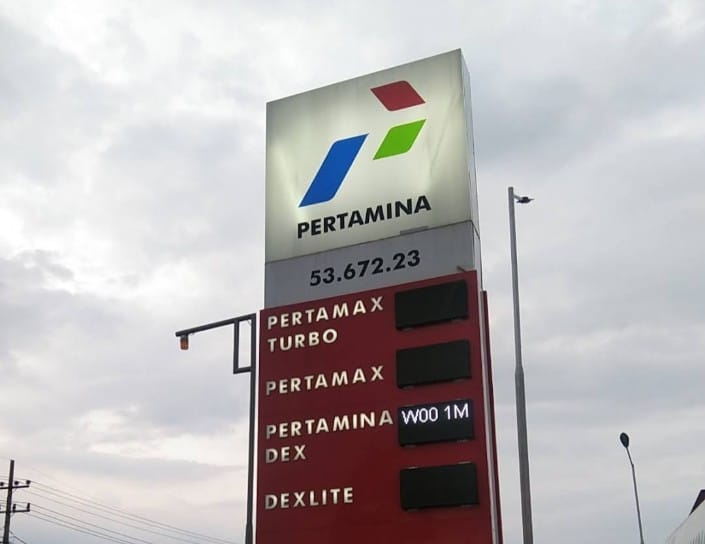 PERTAMINA
53.672.23
PERTAMAX
TURBO
PERTAMAX
PERTAMINA W00 1M
DEX
DEXLITE